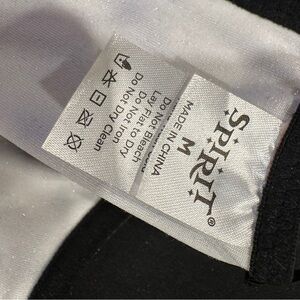 SPIRIT®
M
MADE IN CHINA
Do Not Bleach
Lay Flat to Dry
Do Not Iron
Do Not Dry Clean